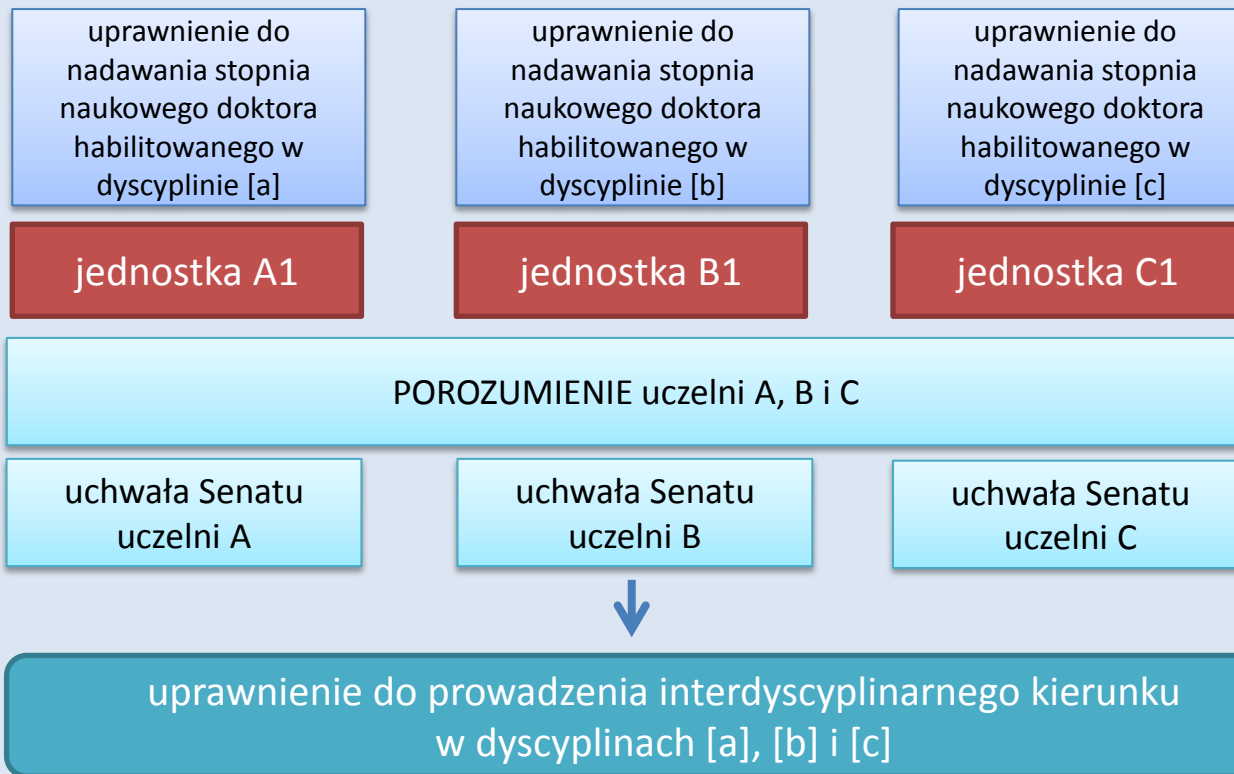 uprawnienie do
nadawania stopnia
naukowego doktora
habilitowanego w
dyscyplinie [a]
uprawnienie do
nadawania stopnia
naukowego doktora
habilitowanego w
dyscyplinie [b]
uprawnienie do
nadawania stopnia
naukowego doktora
habilitowanego w
dyscyplinie [c]
jednostka A1
jednostka B1
jednostka C1
POROZUMIENIE uczelni A, B i C
uchwała Senatu
uczelni A
uchwała Senatu
uczelni B
uchwała Senatu
uczelni C
uprawnienie do prowadzenia interdyscyplinarnego kierunku
w dyscyplinach [a], [b] i [c]